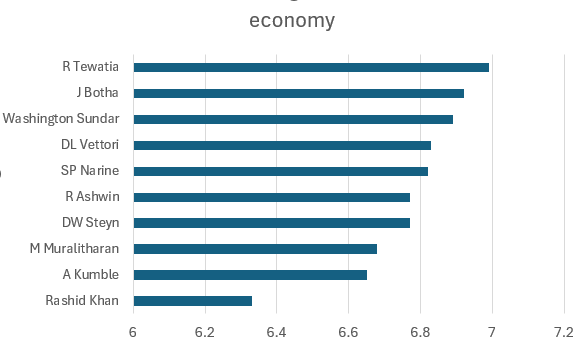 economy
R Tewatia
J Botha
Washington Sundar
DL Vettori
SP Narine
R Ashwin
DW Steyn
M Muralitharan
A Kumble
Rashid Khan
6 6.2 6.4 6.6 6.8 7 7.2